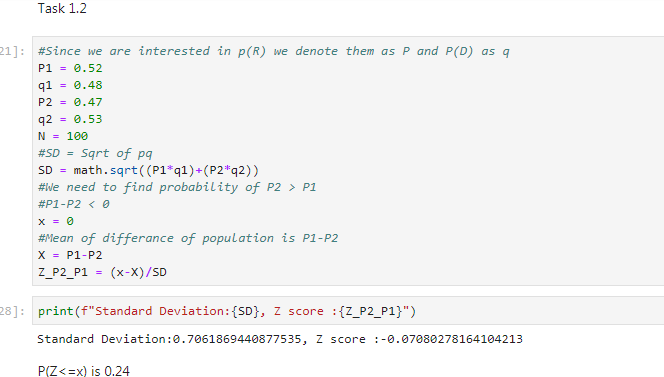 Task 1.2
21]: #Since we are interested in p(R) we denote them as P and P(D) as q
P1 = 0.52
q1 = 0.48
P2 = 0.47
q2 = 0.53
N = 100
#SD = Sqrt of pq
SD = math.sqrt((P1*q1)+(P2*q2))
#We need to find probability of P2 > P1
#P1-P2 < 0
x = 0
#Mean of differance of population is P1-P2
X = P1-P2
Z_P2_P1 = (x-X)/SD
28]: print(f"Standard Deviation:{SD}, Z score :{Z_P2_P1}")
Standard Deviation:0.7061869440877535, Z score :-0.07080278164104213
P(Z<=x) is 0.24